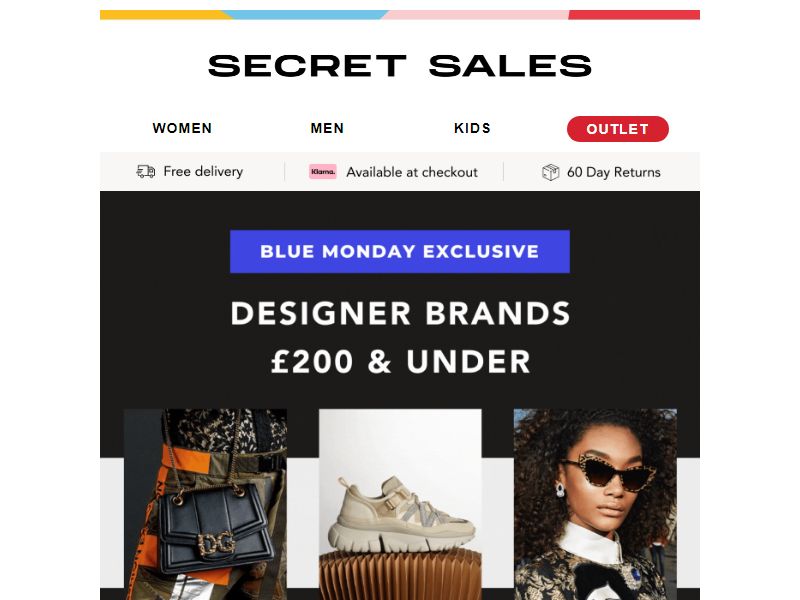 SECRET SALES
WOMEN MEN KIDS OUTLET
Free delivery Klarna. Available at checkout 60 Day Returns
BLUE MONDAY EXCLUSIVE
DESIGNER BRANDS
£200 & UNDER
DG